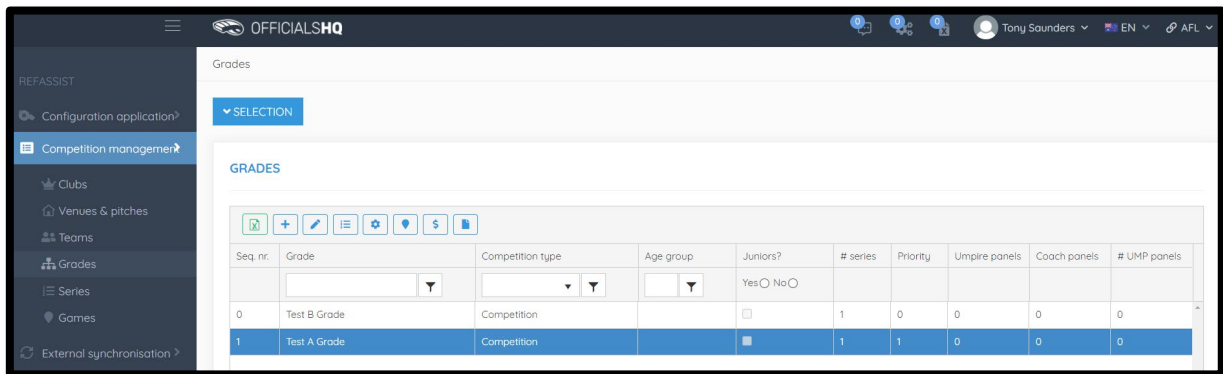 OFFICIALSHQ
0 0 0 Tony Saunders EN AFL
REFASSIST
Configuration application
Competition management
Clubs
Venues & pitches
Teams
Grades
Series
Games
External synchronisation
Grades
SELECTION
GRADES
Seq. nr. Grade Competition type Age group Juniors? # series Priority Umpire panels Coach panels # UMP panels
Yes No
0 Test B Grade Competition 1 0 0 0 0
1 Test A Grade Competition 1 1 0 0 0